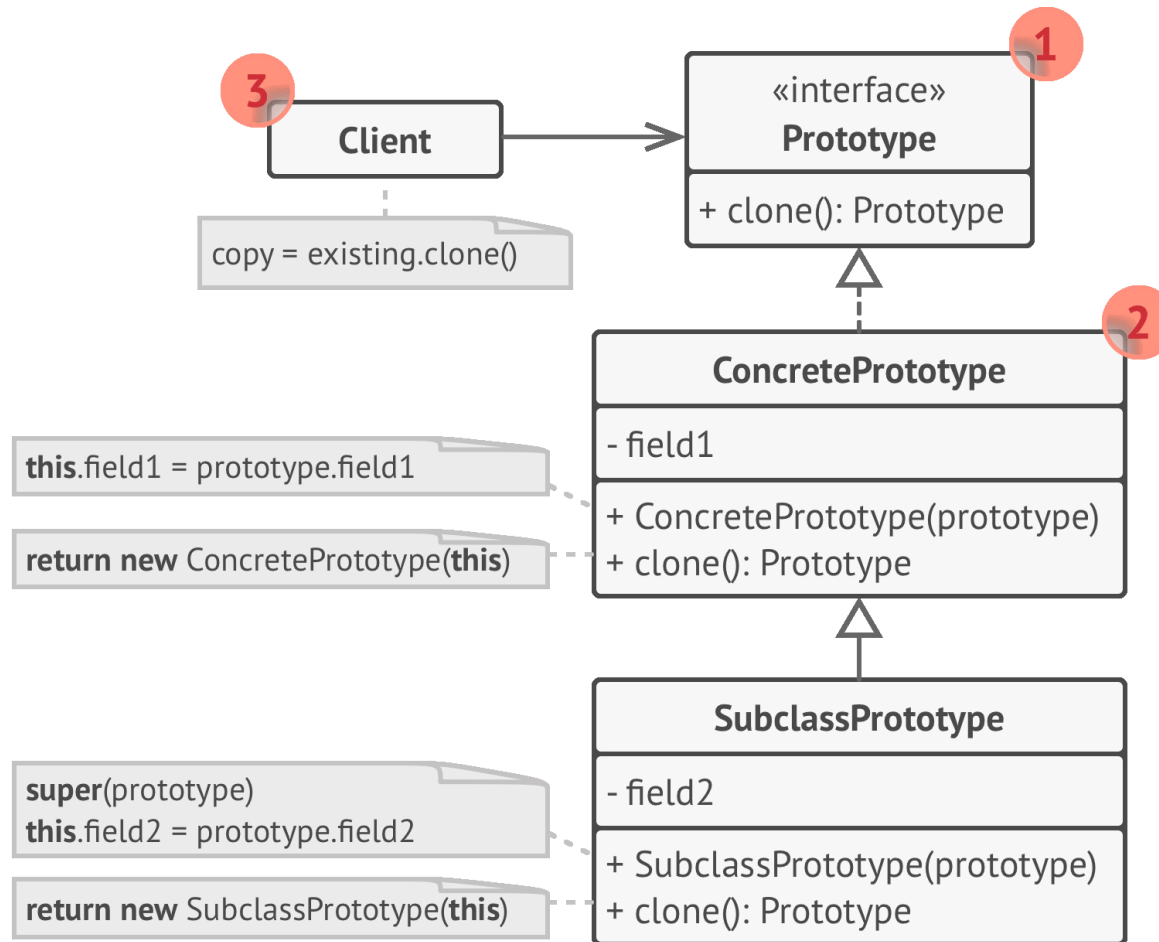 1
«interface»
Prototype
+ clone(): Prototype
3
Client
copy = existing.clone()
2
ConcretePrototype
- field1
+ ConcretePrototype(prototype)
+ clone(): Prototype
this.field1 = prototype.field1
return new ConcretePrototype(this)
SubclassPrototype
- field2
+ SubclassPrototype(prototype)
+ clone(): Prototype
super(prototype)
this.field2 = prototype.field2
return new SubclassPrototype(this)